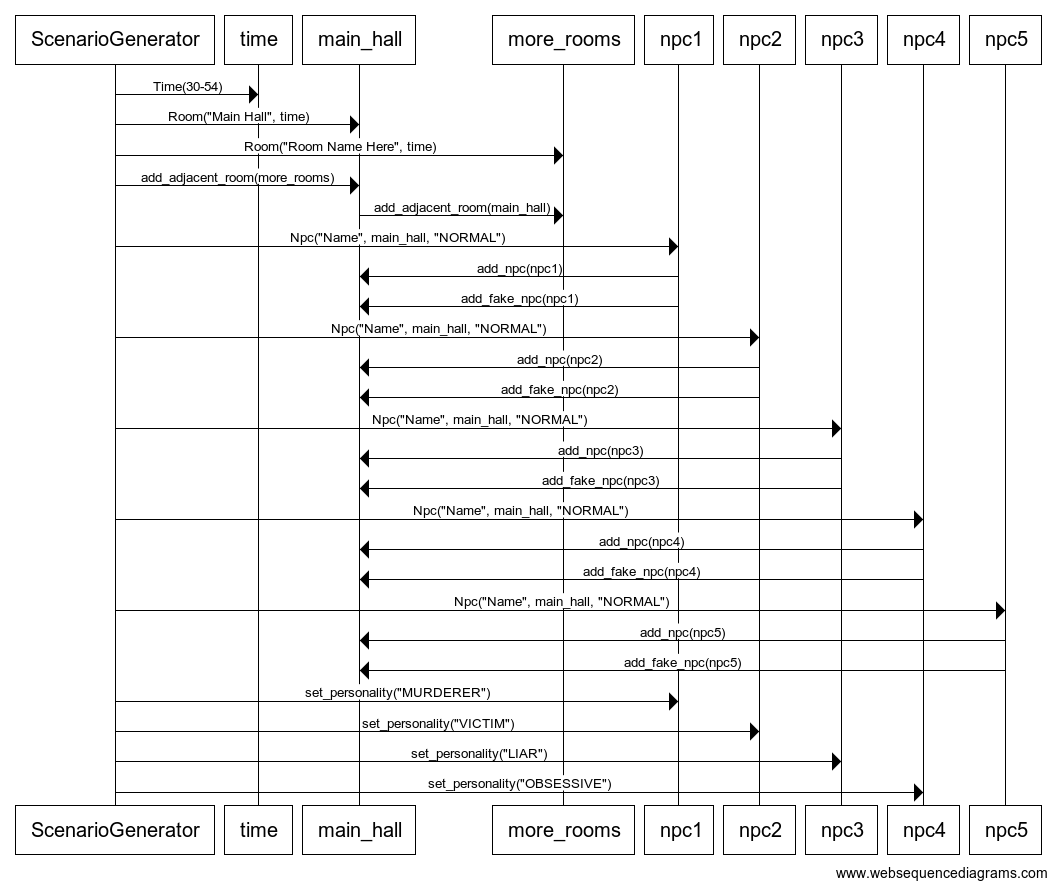 ScenarioGenerator time main_hall more_rooms npc1 npc2 npc3 npc4 npc5
Time(30-54)
Room("Main Hall", time)
Room("Room Name Here", time)
add_adjacent_room(more_rooms)
add_adjacent_room(main_hall)
Npc("Name", main_hall, "NORMAL")
add_npc(npc1)
add_fake_npc(npc1)
Npc("Name", main_hall, "NORMAL")
add_npc(npc2)
add_fake_npc(npc2)
Npc("Name", main_hall, "NORMAL")
add_npc(npc3)
add_fake_npc(npc3)
Npc("Name", main_hall, "NORMAL")
add_npc(npc4)
add_fake_npc(npc4)
Npc("Name", main_hall, "NORMAL")
add_npc(npc5)
add_fake_npc(npc5)
set_personality("MURDERER")
set_personality("VICTIM")
set_personality("LIAR")
set_personality("OBSESSIVE")
ScenarioGenerator time main_hall more_rooms npc1 npc2 npc3 npc4 npc5
www.websequencediagrams.com